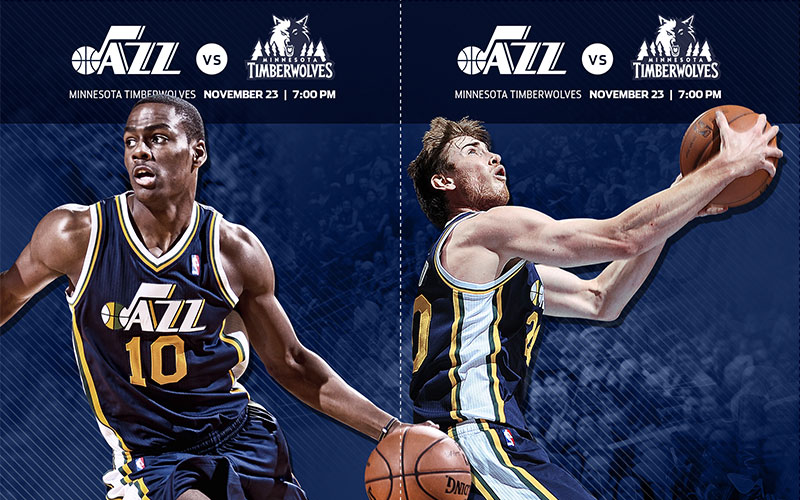 JAZZ VS MINNESOTA TIMBERWOLVES
MINNESOTA TIMBERWOLVES NOVEMBER 23 | 7:00 PM
JAZZ VS MINNESOTA TIMBERWOLVES
MINNESOTA TIMBERWOLVES NOVEMBER 23 | 7:00 PM
JAZZ
10